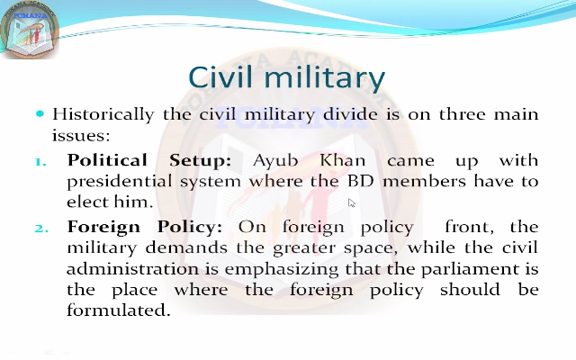 Civil military
Historically the civil military divide is on three main
issues:
1. Political Setup: Ayub Khan came up with
presidential system where the BD members have to
elect him.
2. Foreign Policy: On foreign policy front, the
military demands the greater space, while the civil
administration is emphasizing that the parliament is
the place where the foreign policy should be
formulated.